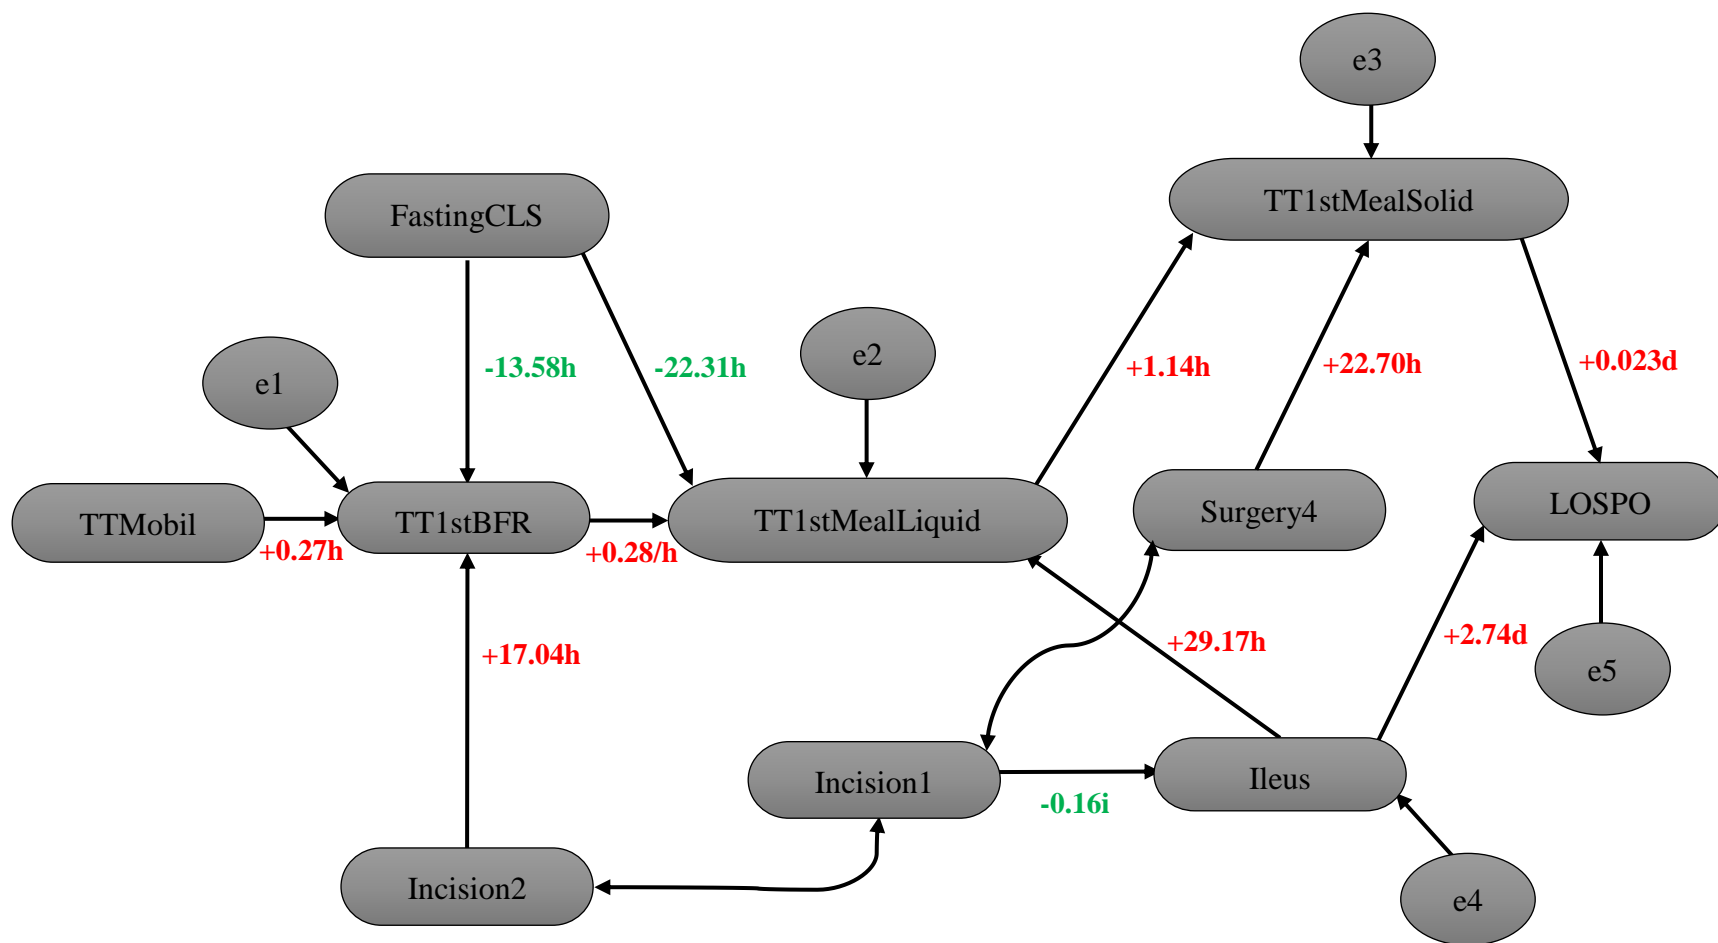 e3
TT1stMealSolid
FastingCLS
e2
e1
-13.58h
-22.31h
+1.14h
+22.70h
+0.023d
TTMobil
TT1stBFR
TT1stMealLiquid
Surgery4
LOSPO
+0.27h
+0.28/h
+17.04h
+29.17h
+2.74d
e5
Incision1
Ileus
-0.16i
Incision2
e4